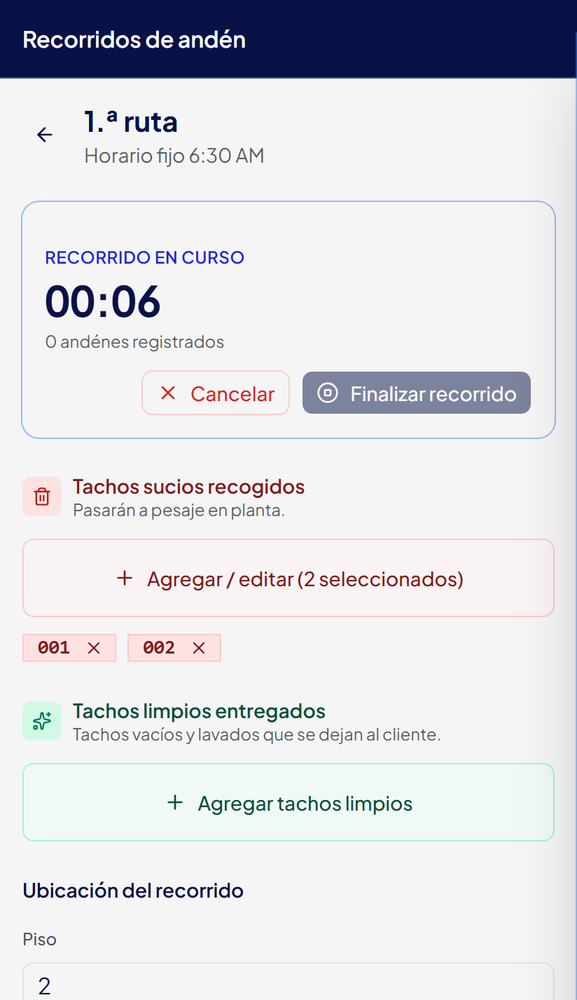 Recorridos de andén
1.ª ruta
Horario fijo 6:30 AM
RECORRIDO EN CURSO
00:06
0 andénes registrados
Cancelar
Finalizar recorrido
Tachos sucios recogidos
Pasarán a pesaje en planta.
Agregar / editar (2 seleccionados)
001
002
Tachos limpios entregados
Tachos vacíos y lavados que se dejan al cliente.
Agregar tachos limpios
Ubicación del recorrido
Piso
2